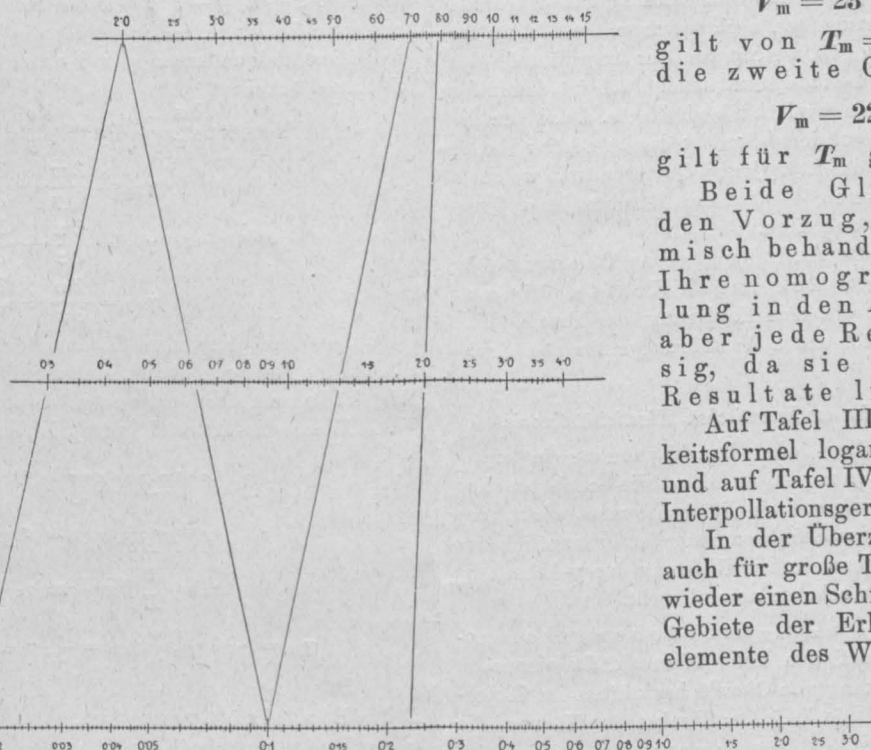 2·0 2·5 3·0 3·5 4·0 4·5 5·0 6·0 7·0 8·0 9·0 10 11 12 13 14 15
0·3 0·4 0·5 0·6 0·7 0·8 0·9 1·0 1·5 2·0 2·5 3·0 3·5 4·0
0·03 0·04 0·05 0·1 0·15 0·2 0·3 0·4 0·5 0·6 0·7 0·8 0·9 1·0 1·5 2·0 2·5 3·0
Vm = 23
gilt von Tm =
die zweite G
Vm = 22
gilt für Tm
Beide Gl
den Vorzug,
misch behand
Ihre nomogr
lung in den
aber jede Re
sig, da sie
Resultate l
Auf Tafel III
keitsformel logar
und auf Tafel IV
Interpollationsger
In der Überz
auch für große T
wieder einen Schr
Gebiete der Erl
elemente des W